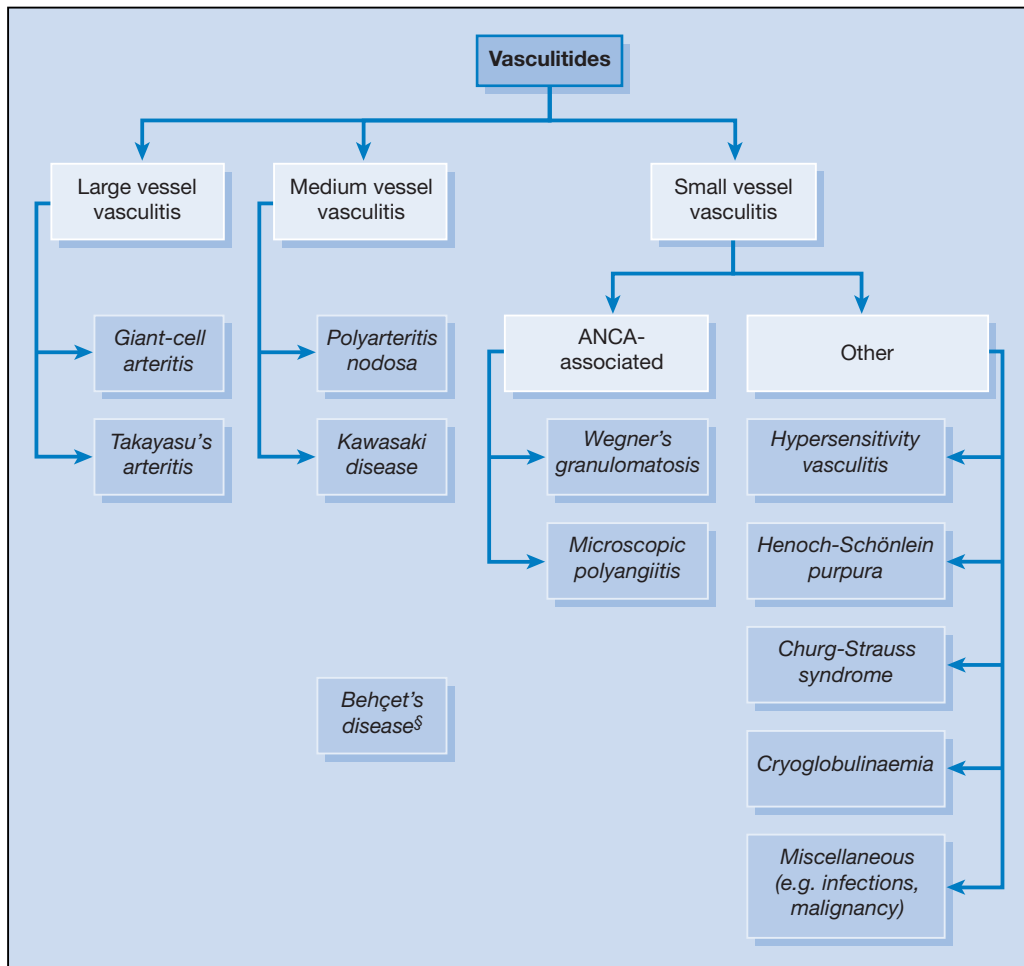 Vasculitides
Large vessel
vasculitis
Medium vessel
vasculitis
Small vessel
vasculitis
Giant-cell
arteritis
Polyarteritis
nodosa
ANCA-
associated
Other
Takayasu's
arteritis
Kawasaki
disease
Wegner's
granulomatosis
Hypersensitivity
vasculitis
Microscopic
polyangiitis
Henoch-Schönlein
purpura
Churg-Strauss
syndrome
Behçet's
disease§
Cryoglobulinaemia
Miscellaneous
(e.g. infections,
malignancy)